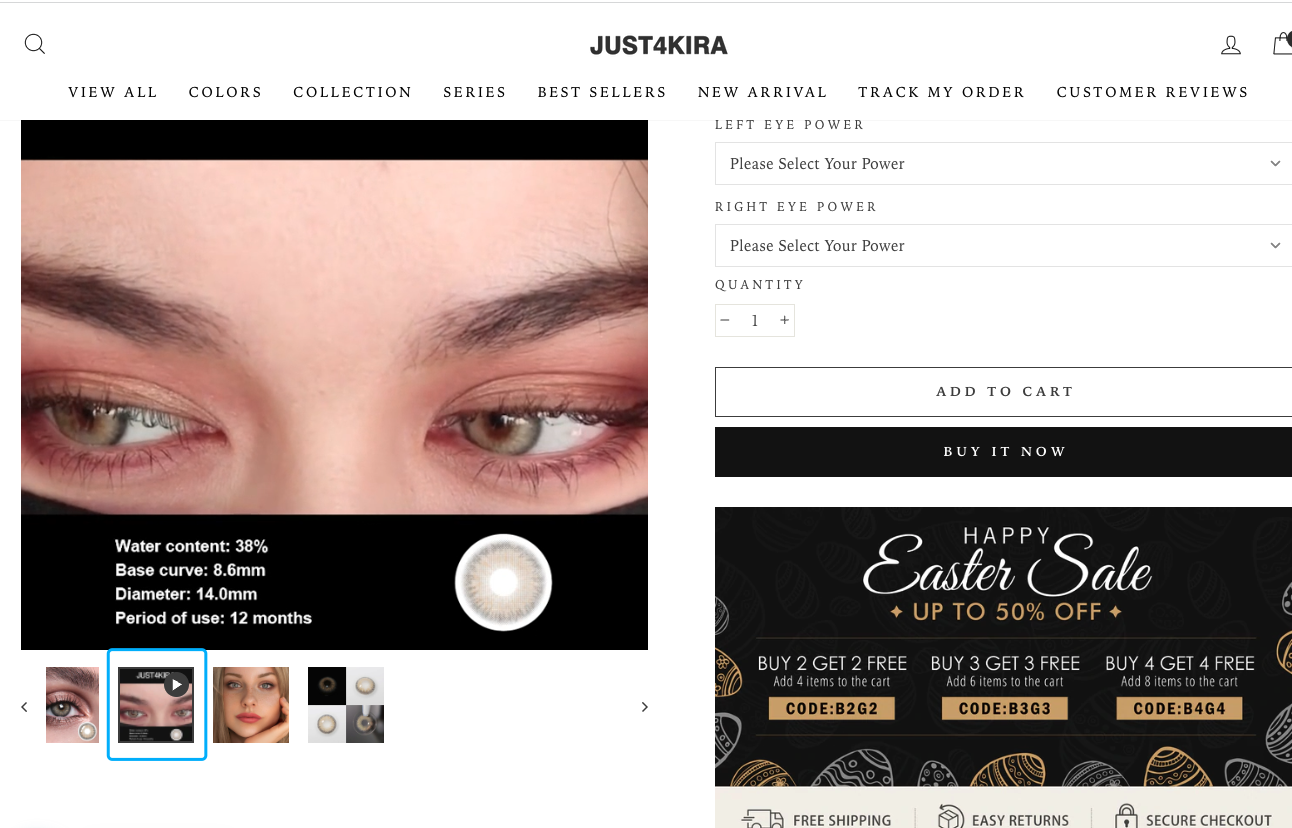 JUST4KIRA
VIEW ALL COLORS COLLECTION SERIES BEST SELLERS NEW ARRIVAL TRACK MY ORDER CUSTOMER REVIEWS
LEFT EYE POWER
Please Select Your Power
RIGHT EYE POWER
Please Select Your Power
QUANTITY
− 1 +
ADD TO CART
BUY IT NOW
Water content: 38%
Base curve: 8.6mm
Diameter: 14.0mm
Period of use: 12 months
JUST4KI
HAPPY
Easter Sale
UP TO 50% OFF
BUY 2 GET 2 FREE BUY 3 GET 3 FREE BUY 4 GET 4 FREE
Add 4 items to the cart Add 6 items to the cart Add 8 items to the cart
CODE:B2G2 CODE:B3G3 CODE:B4G4
FREE SHIPPING EASY RETURNS SECURE CHECKOUT